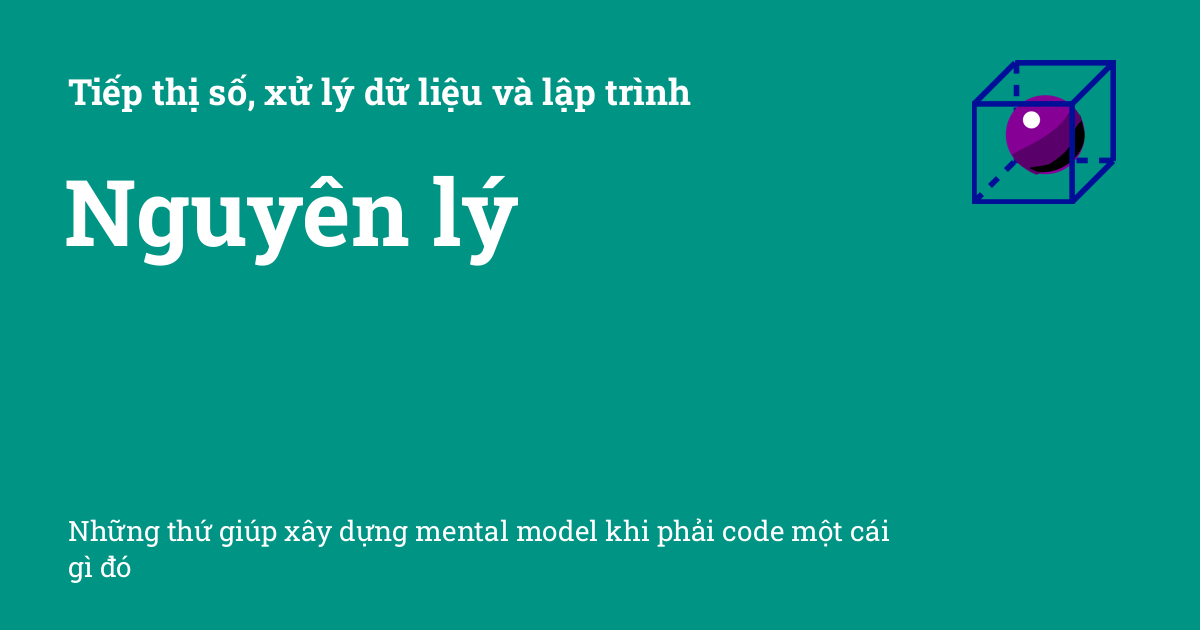 Tiếp thị số, xử lý dữ liệu và lập trình
Nguyên lý
Những thứ giúp xây dựng mental model khi phải code một cái
gì đó